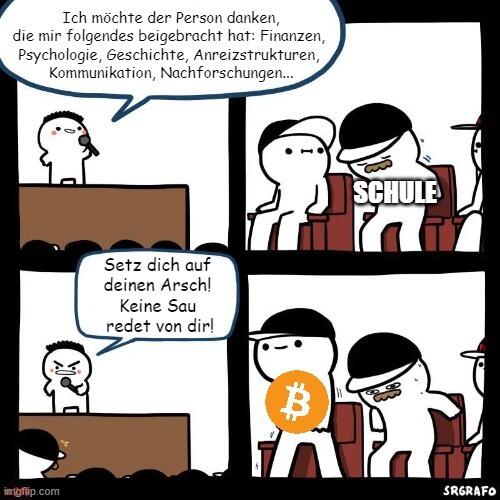 Ich möchte der Person danken,
die mir folgendes beigebracht hat: Finanzen,
Psychologie, Geschichte, Anreizstrukturen,
Kommunikation, Nachforschungen...
SCHULE
Setz dich auf
deinen Arsch!
Keine Sau
redet von dir!
₿
imgflip.com
SRGRAFO